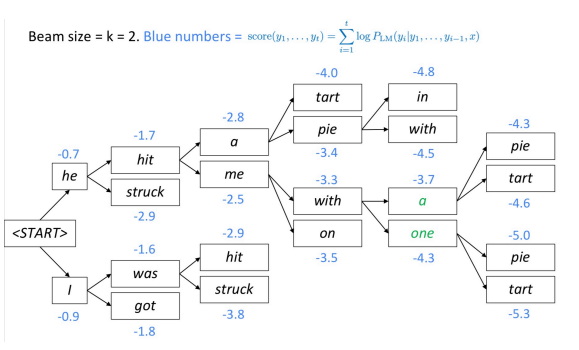 Beam size = k = 2. Blue numbers = score(y₁, . . . , yₜ) = ∑ᵢ₌₁ᵗ log P_LM(yᵢ|y₁, . . . , yᵢ₋₁, x)
-4.0 -4.8
tart in
-2.8
a
pie with
-3.4 -4.5
-1.7
hit
-4.3
pie
-0.7
he
me
-2.5
struck
-2.9
-3.3 -3.7
with a
tart
-4.6
<START>
on one
-3.5 -4.3
-1.6
was
-2.9
hit
-5.0
pie
I
-0.9
struck
-3.8
got
-1.8
tart
-5.3